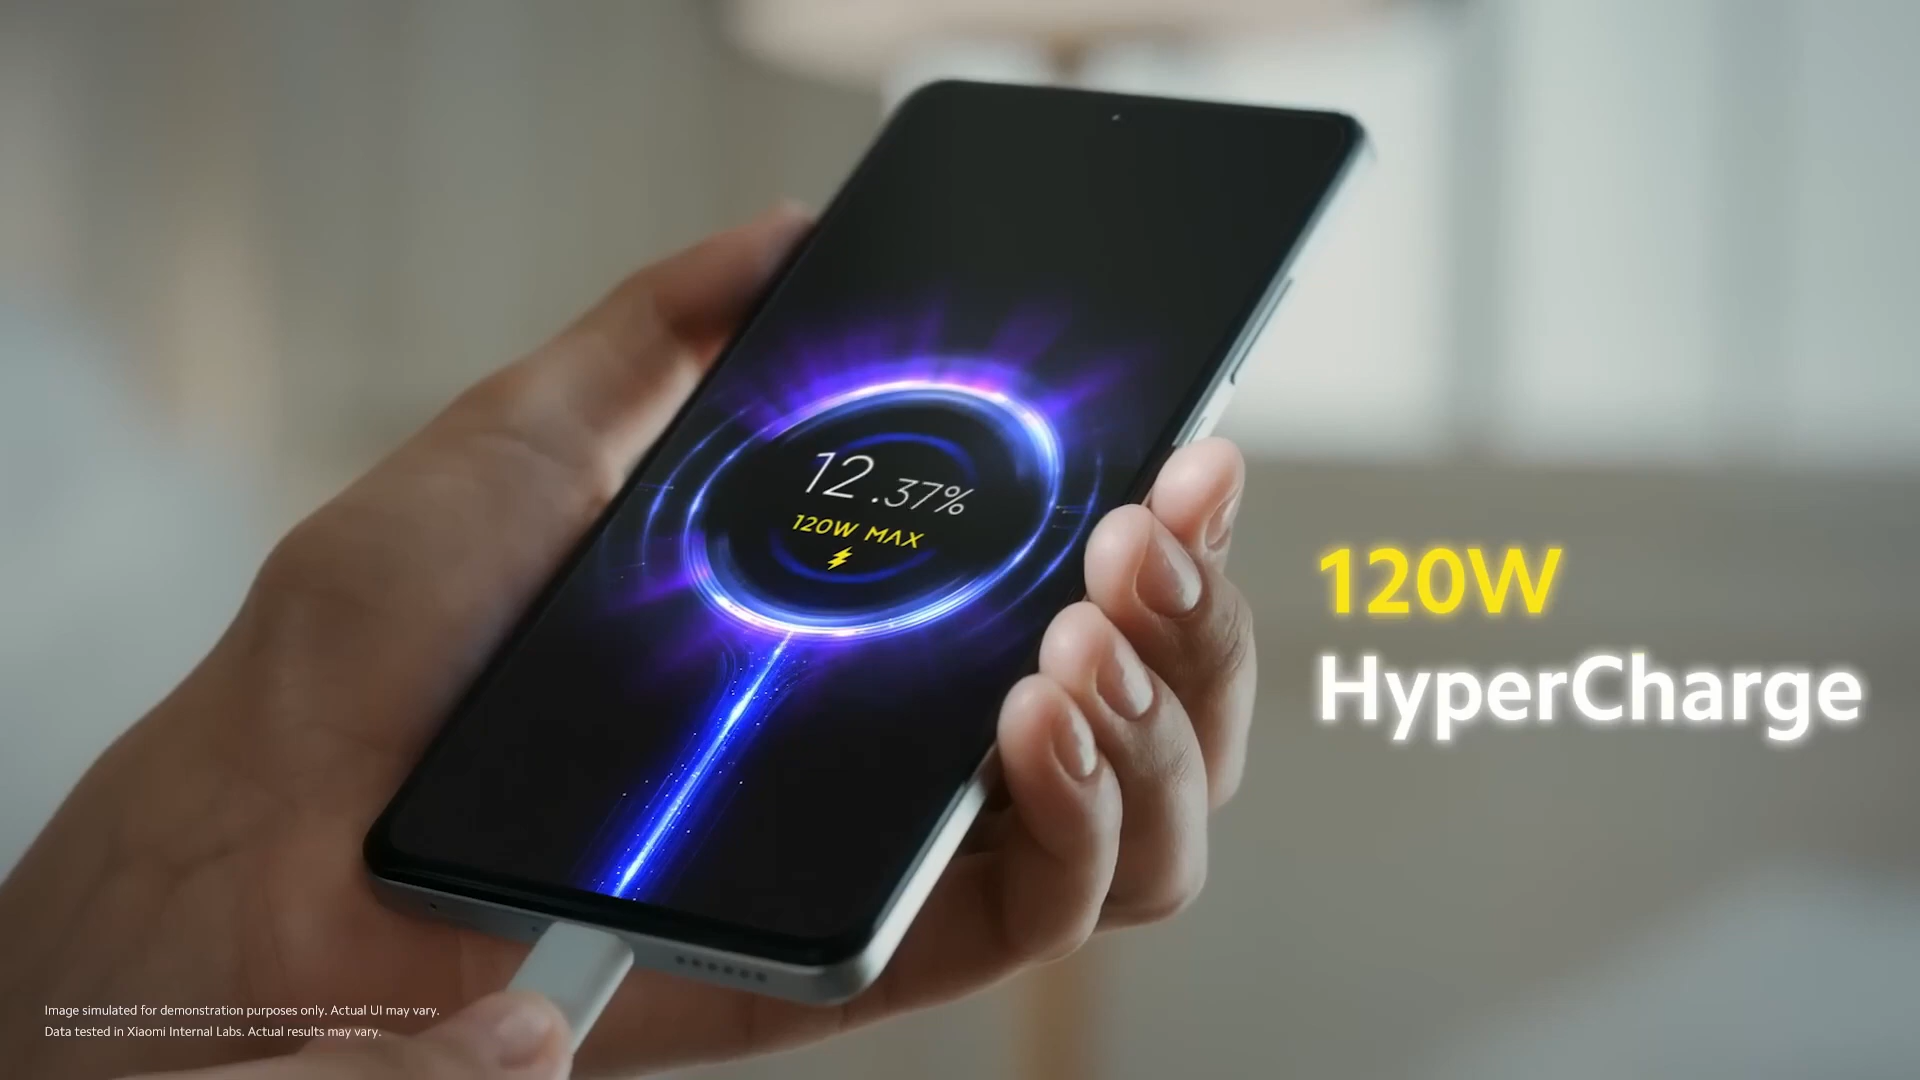 12.37%
120W MAX
120W
HyperCharge
Image simulated for demonstration purposes only. Actual UI may vary.
Data tested in Xiaomi Internal Labs. Actual results may vary.